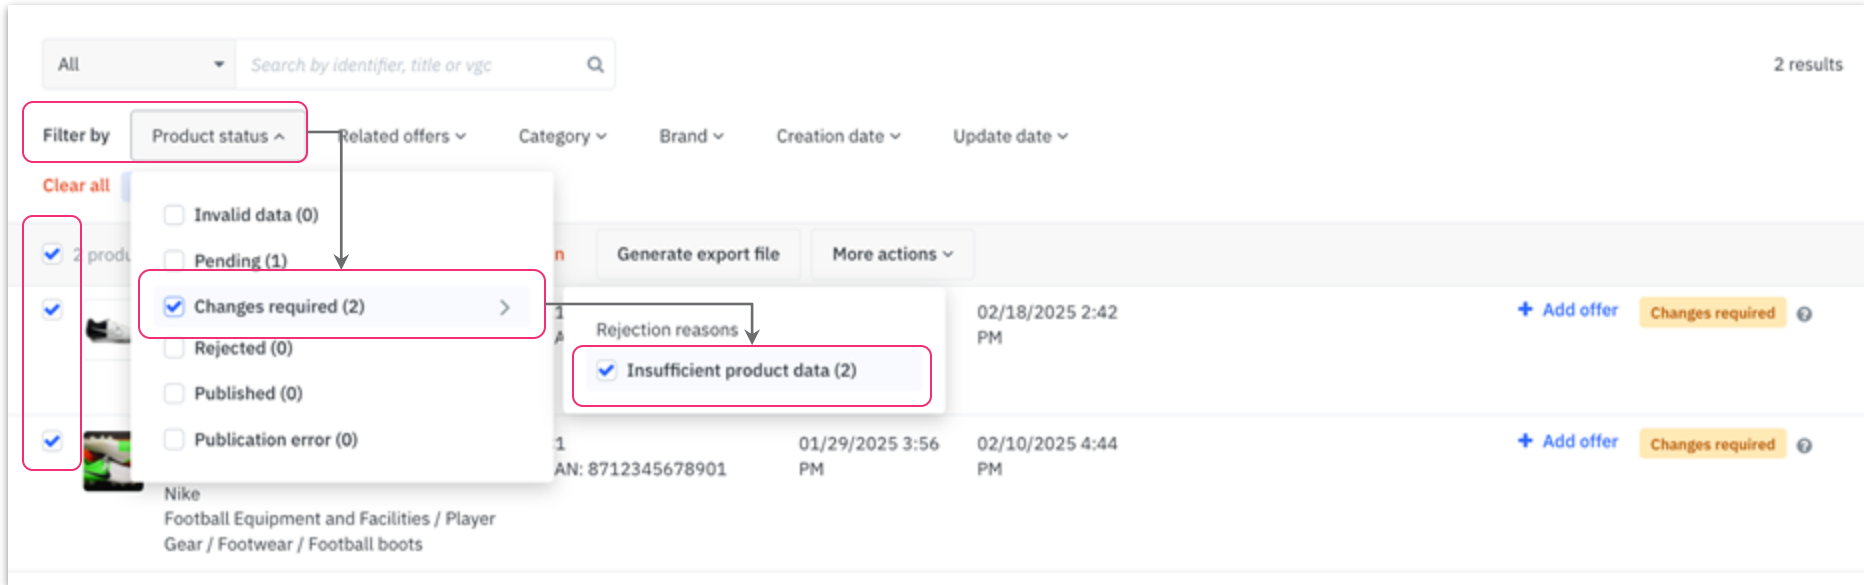 All
Search by identifier, title or vgc
2 results
Filter by
Product status
Related offers
Category
Brand
Creation date
Update date
Clear all
Invalid data (0)
Pending (1)
Changes required (2)
Rejected (0)
Published (0)
Publication error (0)
2
Generate export file
More actions
Rejection reasons
Insufficient product data (2)
02/18/2025 2:42
PM
+ Add offer
Changes required
1
AN: 8712345678901
01/29/2025 3:56
PM
02/10/2025 4:44
PM
+ Add offer
Changes required
Nike
Football Equipment and Facilities / Player
Gear / Footwear / Football boots